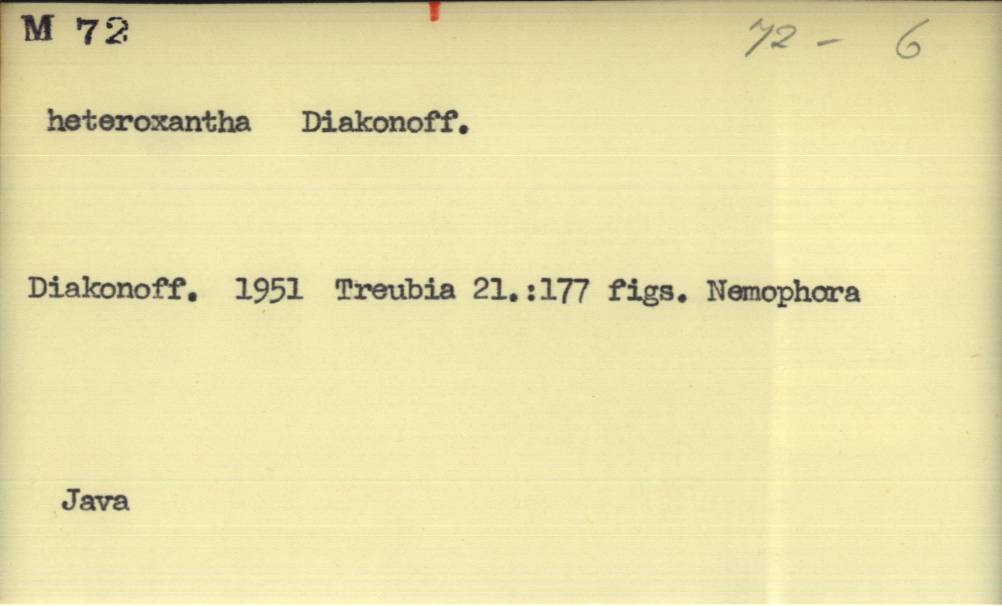 M 72
72 - 6
heteroxantha Diakonoff.
Diakonoff. 1951 Treubia 21.:177 figs. Nemophora
Java